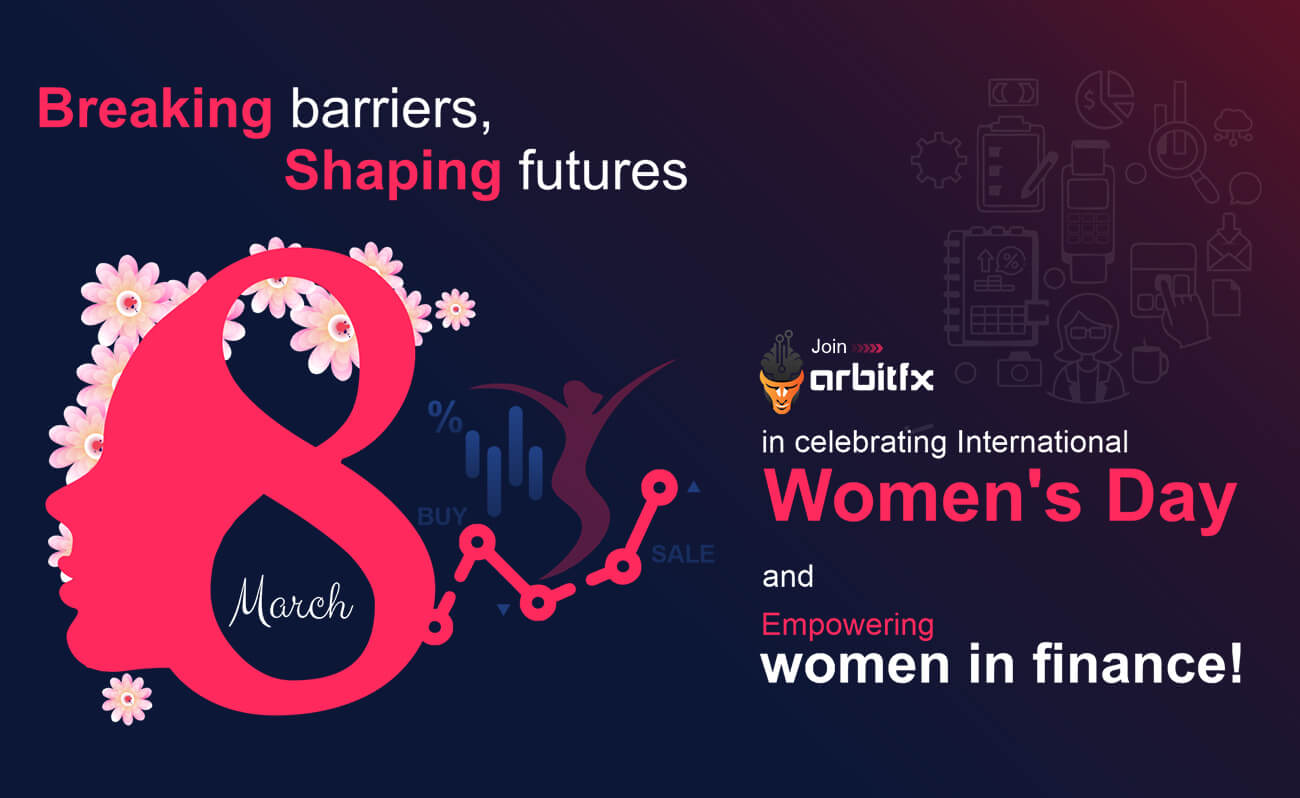 Breaking barriers,
Shaping futures
8
March
%
BUY
SALE
$
%
Join
arbitfx
in celebrating International
Women's Day
and
Empowering
women in finance!